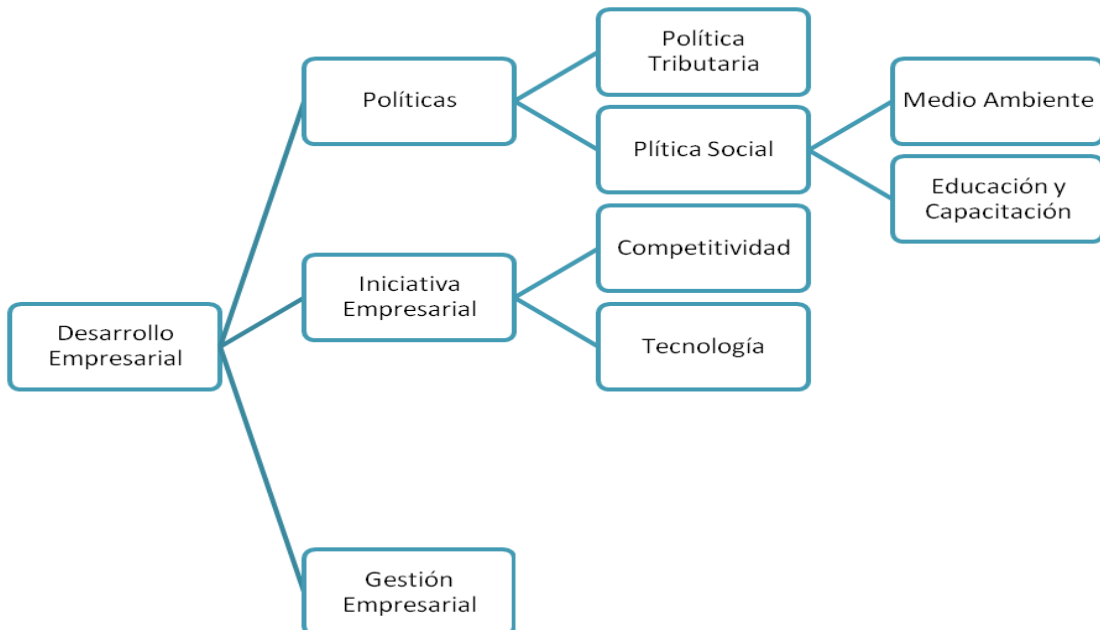 Política
Tributaria
Políticas
Medio Ambiente
Plítica Social
Educación y
Capacitación
Competitividad
Iniciativa
Empresarial
Desarrollo
Empresarial
Tecnología
Gestión
Empresarial